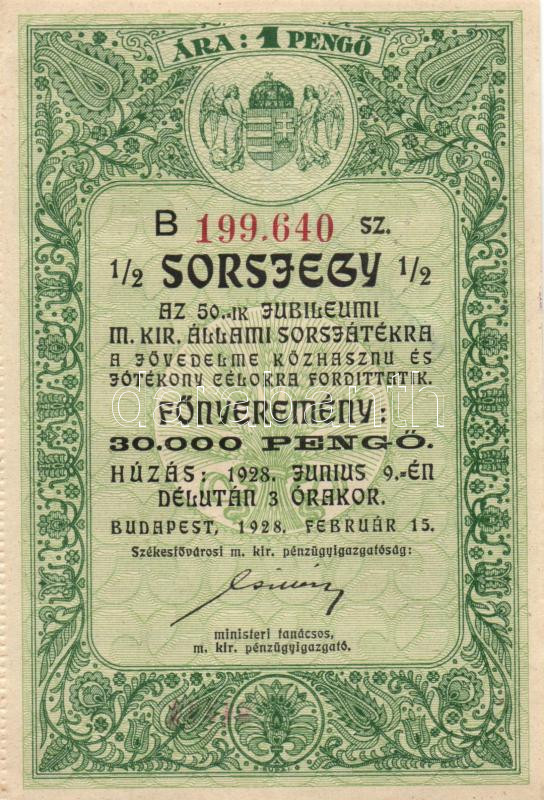 ÁRA: 1 PENGŐ
B 199.640 SZ.
1/2 SORSJEGY 1/2
AZ 50.-IK JUBILEUMI
M. KIR. ÁLLAMI SORSJÁTÉKRA
A JÖVEDELME KÖZHASZNU ÉS
JÓTÉKONY CÉLOKRA FORDITTATIK.
FŐNYEREMÉNY:
30.000 PENGŐ.
HÚZÁS: 1928. JUNIUS 9.-ÉN
DÉLUTÁN 3 ÓRAKOR.
BUDAPEST, 1928. FEBRUÁR 15.
Székesfővárosi m. kir. pénzügyigazgatóság:
ministeri tanácsos,
m. kir. pénzügyigazgató.
darabanth